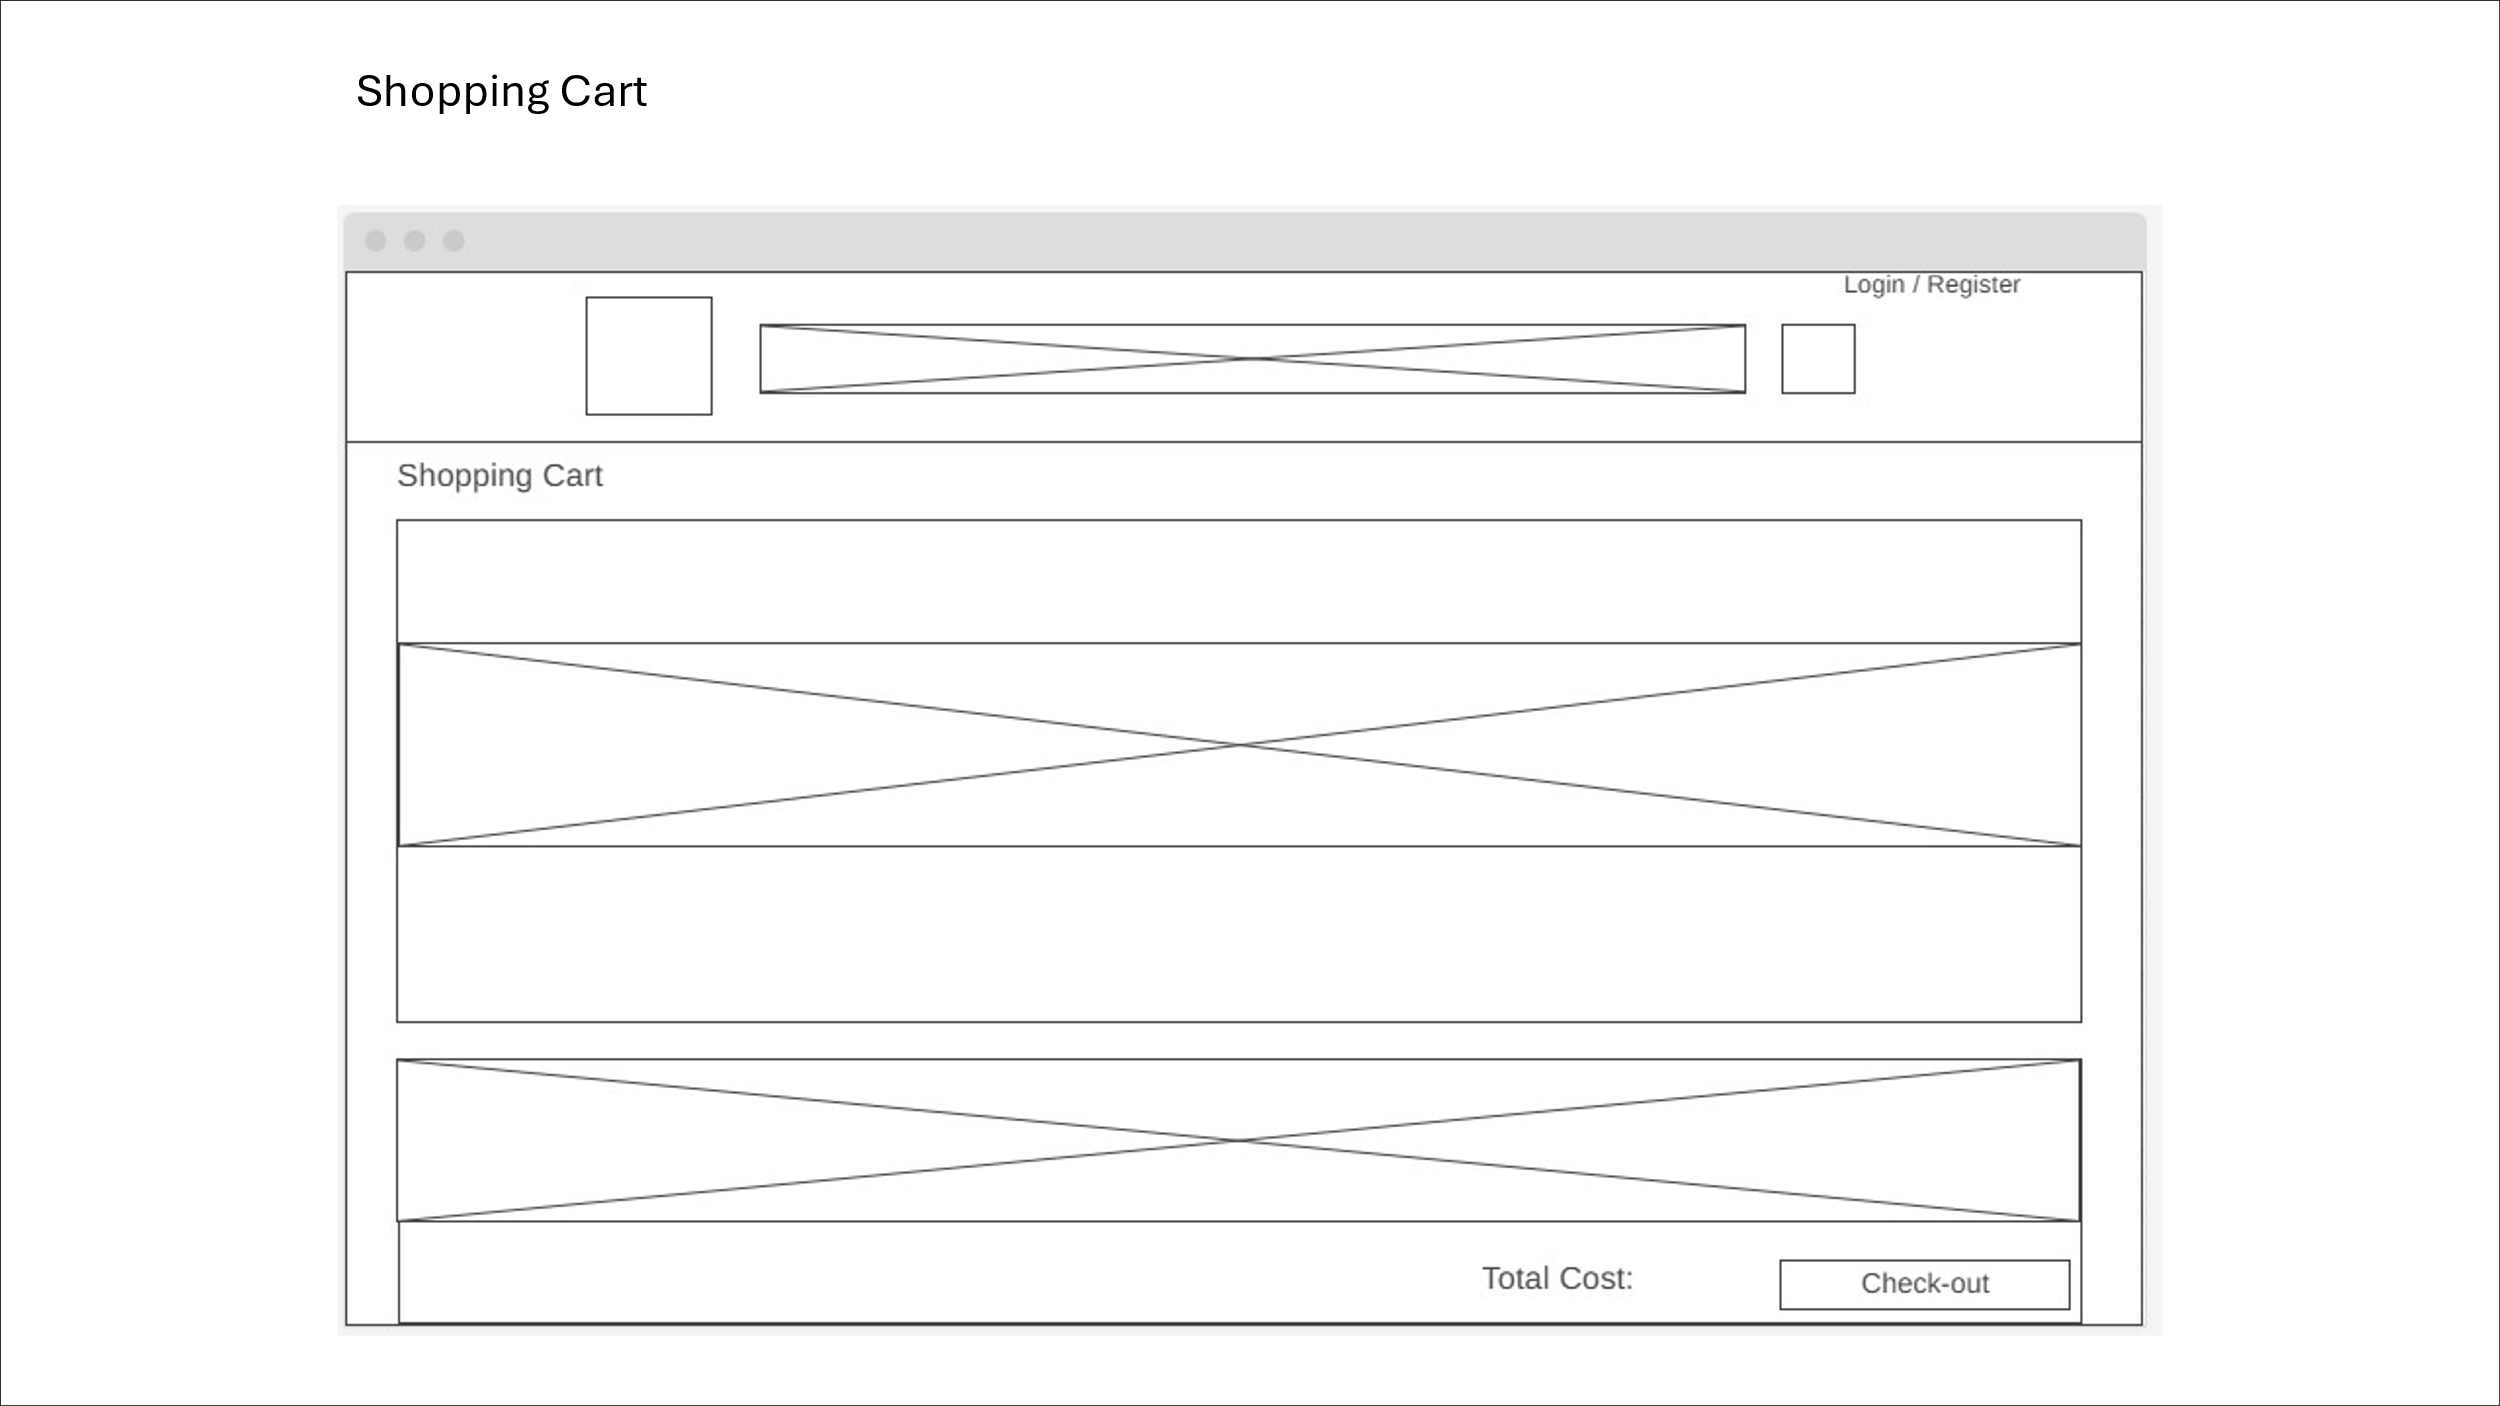 Shopping Cart
Login / Register
Shopping Cart
Total Cost:
Check-out